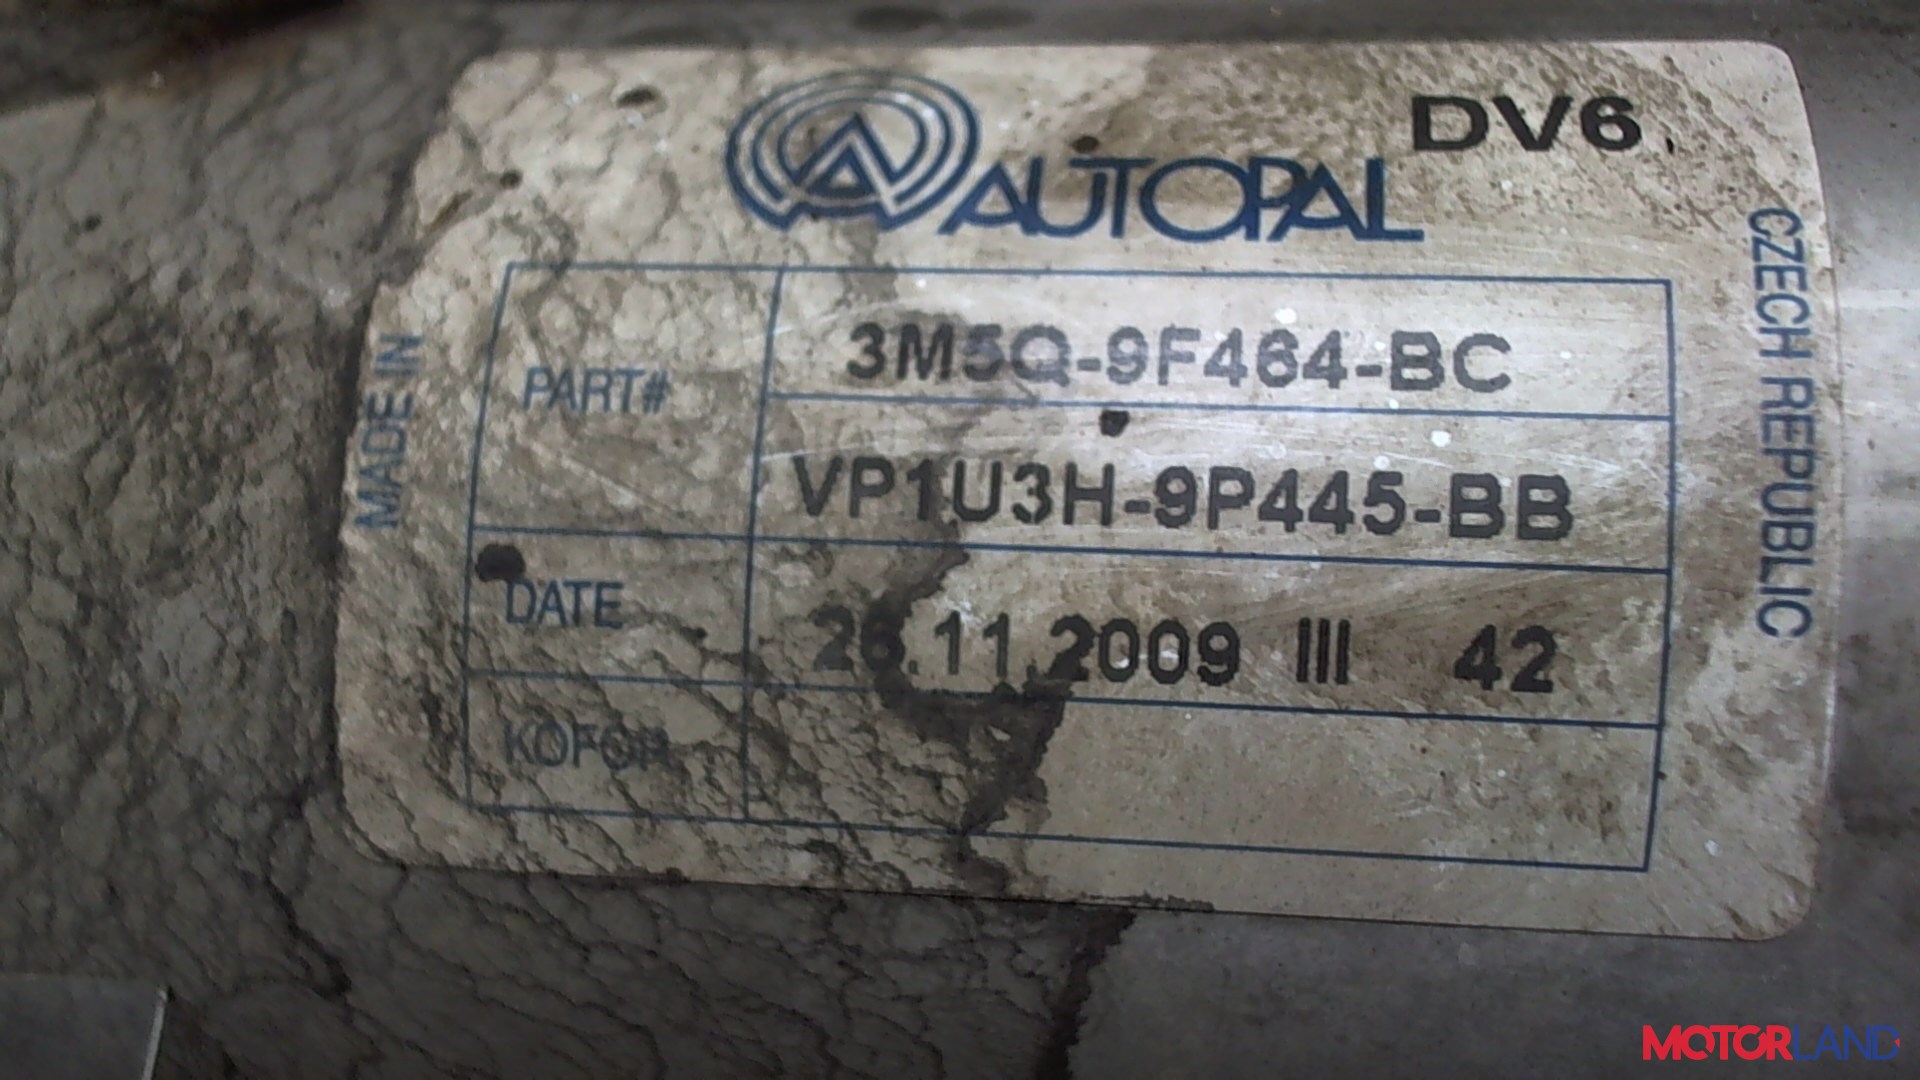 DV6
AUTOPAL
MADE IN
CZECH REPUBLIC
PART# 3M5Q-9F464-BC
VP1U3H-9P445-BB
DATE 26.11.2009 III 42
KOFOP
MOTORLAND